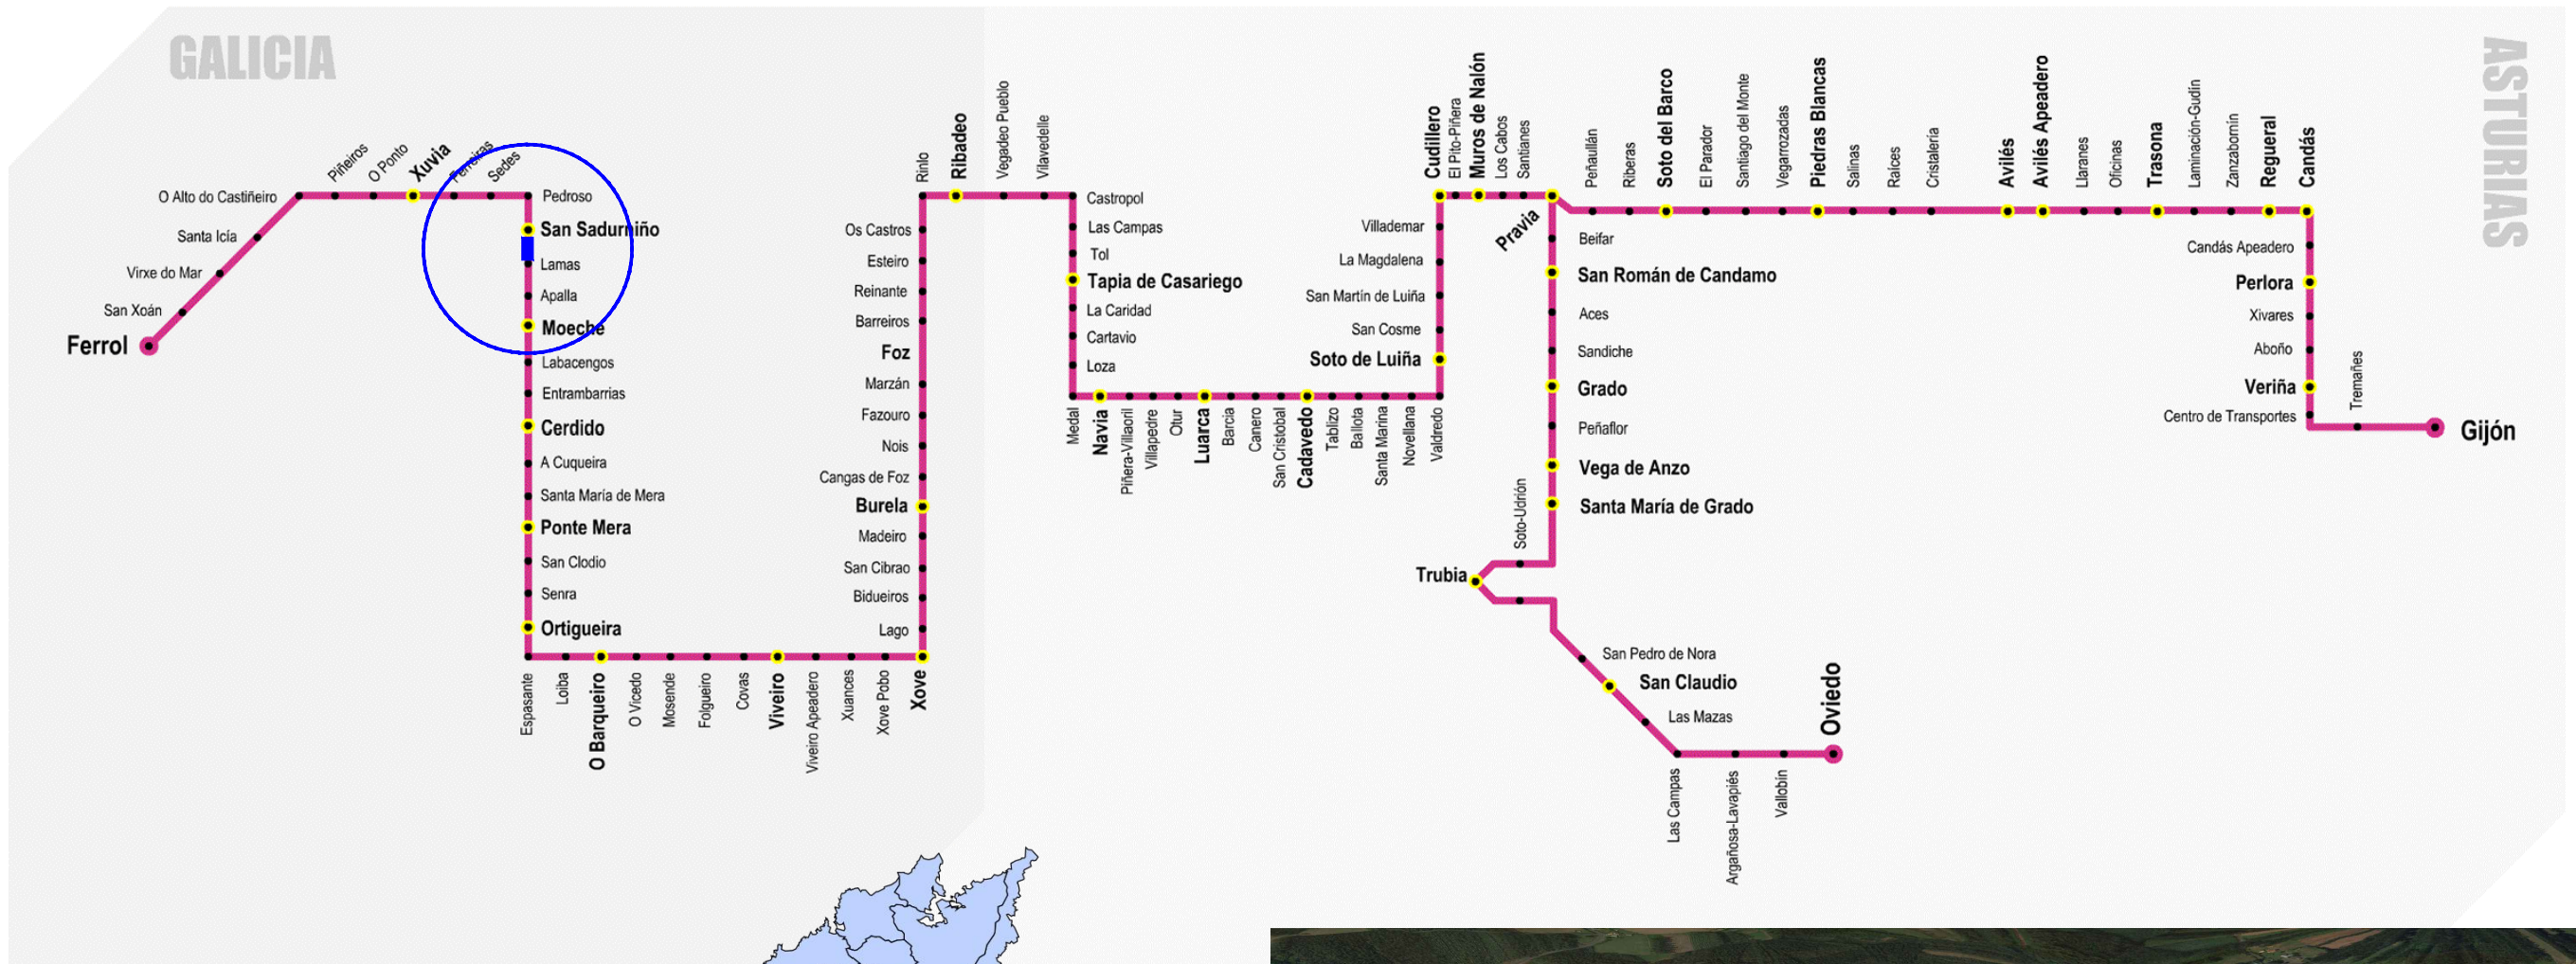 GALICIA
ASTURIAS
Ferrol
San Xoán
Virxe do Mar
Santa Icía
O Alto do Castiñeiro
Piñeiros
O Ponto
Xuvia
Ferreiras
Sedes
Pedroso
San Sadurniño
Lamas
Apalla
Moeche
Labacengos
Entrambarrias
Cerdido
A Cuqueira
Santa María de Mera
Ponte Mera
San Clodio
Senra
Ortigueira
Espasante
Loiba
O Barqueiro
O Vicedo
Mosende
Folgueiro
Covas
Viveiro
Viveiro Apeadero
Xuances
Xove Pobo
Xove
Lago
Bidueiros
San Cibrao
Madeiro
Burela
Cangas de Foz
Nois
Fazouro
Marzán
Foz
Barreiros
Reinante
Esteiro
Os Castros
Rinlo
Ribadeo
Vegadeo Pueblo
Vilavedelle
Castropol
Las Campas
Tol
Tapia de Casariego
La Caridad
Cartavio
Loza
Medal
Navia
Piñera-Villaoril
Villapedre
Otur
Luarca
Barcia
Canero
San Cristobal
Cadavedo
Tablizo
Ballota
Santa Marina
Novellana
Valdredo
Soto de Luiña
San Cosme
San Martín de Luiña
La Magdalena
Villademar
Cudillero
El Pito-Piñera
Muros de Nalón
Los Cabos
Santianes
Pravia
Peñaullán
Riberas
Soto del Barco
El Parador
Santiago del Monte
Vegarrozadas
Piedras Blancas
Salinas
Raíces
Cristalería
Avilés
Avilés Apeadero
Llaranes
Oficinas
Trasona
Laminación-Gudín
Zanzabornín
Regueral
Candás
Candás Apeadero
Perlora
Xivares
Aboño
Veriña
Centro de Transportes
Tremañes
Gijón
Beifar
San Román de Candamo
Aces
Sandiche
Grado
Peñaflor
Vega de Anzo
Santa María de Grado
Soto-Udrión
Trubia
San Pedro de Nora
San Claudio
Las Mazas
Las Campas
Argañosa-Lavapiés
Vallobín
Oviedo